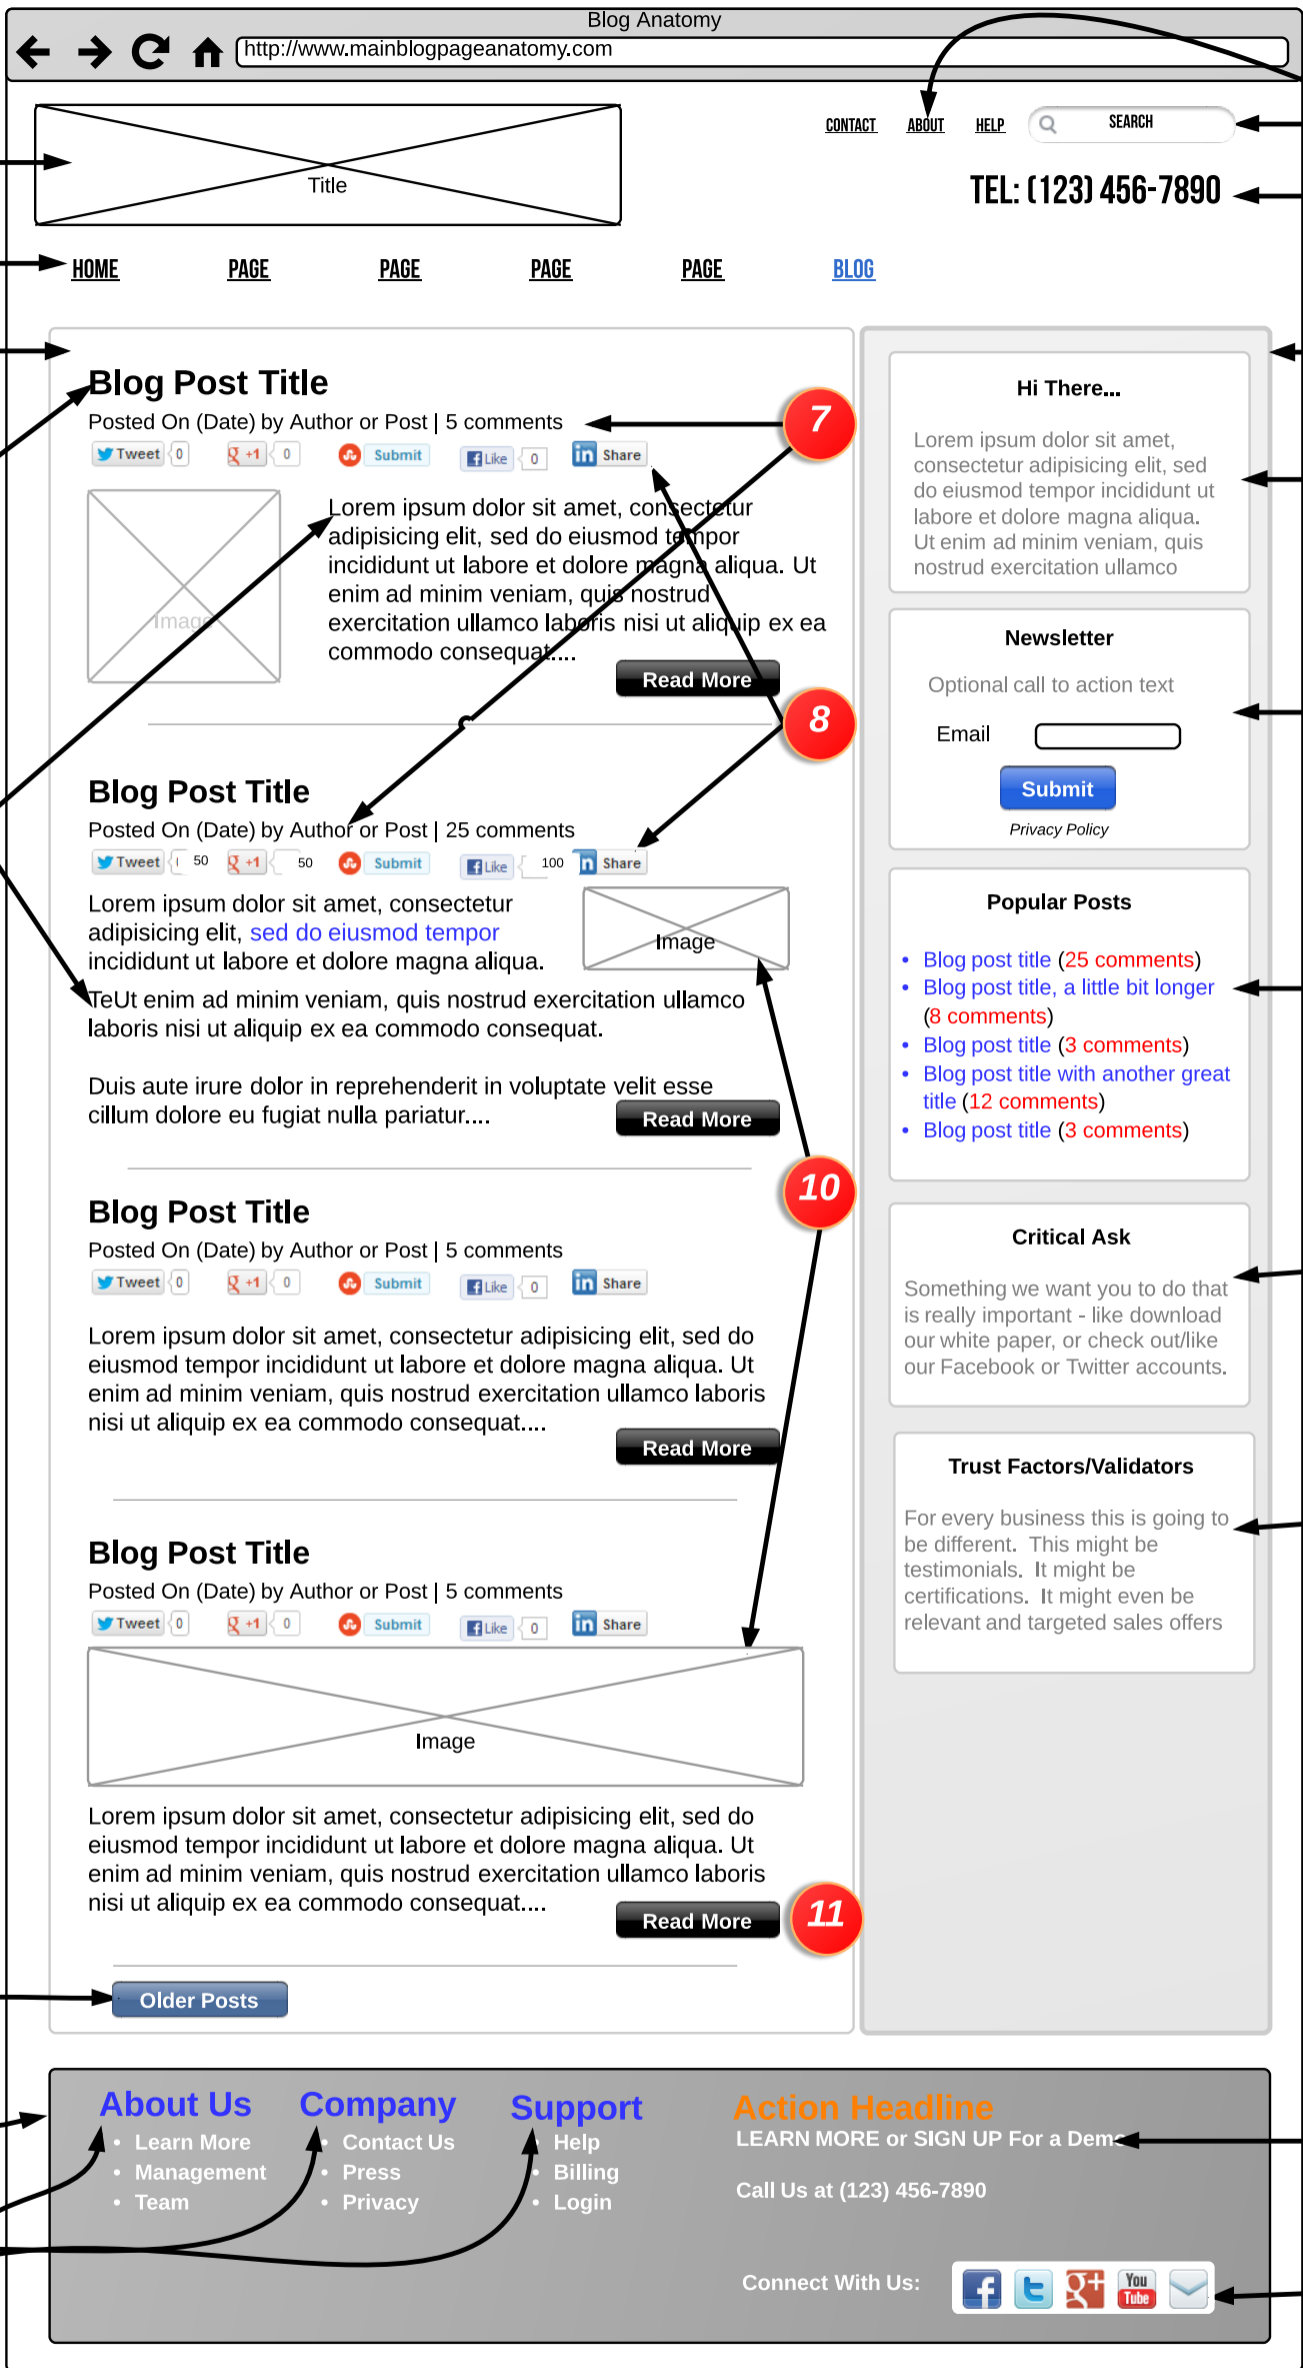 Blog Anatomy
http://www.mainblogpageanatomy.com
CONTACT ABOUT HELP SEARCH
Title
TEL: (123) 456-7890
HOME PAGE PAGE PAGE PAGE BLOG
Blog Post Title
Posted On (Date) by Author or Post | 5 comments
7
Tweet 0 g +1 0 Submit Like 0 in Share
Image
Lorem ipsum dolor sit amet, consectetur
adipisicing elit, sed do eiusmod tempor
incididunt ut labore et dolore magna aliqua. Ut
enim ad minim veniam, quis nostrud
exercitation ullamco laboris nisi ut aliquip ex ea
commodo consequat....
Read More
8
Blog Post Title
Posted On (Date) by Author or Post | 25 comments
Tweet 50 g +1 50 Submit Like 100 in Share
Lorem ipsum dolor sit amet, consectetur
adipisicing elit, sed do eiusmod tempor
incididunt ut labore et dolore magna aliqua.
Image
TeUt enim ad minim veniam, quis nostrud exercitation ullamco
laboris nisi ut aliquip ex ea commodo consequat.
Duis aute irure dolor in reprehenderit in voluptate velit esse
cillum dolore eu fugiat nulla pariatur....
Read More
10
Blog Post Title
Posted On (Date) by Author or Post | 5 comments
Tweet 0 g +1 0 Submit Like 0 in Share
Lorem ipsum dolor sit amet, consectetur adipisicing elit, sed do
eiusmod tempor incididunt ut labore et dolore magna aliqua. Ut
enim ad minim veniam, quis nostrud exercitation ullamco laboris
nisi ut aliquip ex ea commodo consequat....
Read More
Blog Post Title
Posted On (Date) by Author or Post | 5 comments
Tweet 0 g +1 0 Submit Like 0 in Share
Image
Lorem ipsum dolor sit amet, consectetur adipisicing elit, sed do
eiusmod tempor incididunt ut labore et dolore magna aliqua. Ut
enim ad minim veniam, quis nostrud exercitation ullamco laboris
nisi ut aliquip ex ea commodo consequat....
Read More
11
Older Posts
Hi There...
Lorem ipsum dolor sit amet,
consectetur adipisicing elit, sed
do eiusmod tempor incididunt ut
labore et dolore magna aliqua.
Ut enim ad minim veniam, quis
nostrud exercitation ullamco
Newsletter
Optional call to action text
Email
Submit
Privacy Policy
Popular Posts
• Blog post title (25 comments)
• Blog post title, a little bit longer
(8 comments)
• Blog post title (3 comments)
• Blog post title with another great
title (12 comments)
• Blog post title (3 comments)
Critical Ask
Something we want you to do that
is really important - like download
our white paper, or check out/like
our Facebook or Twitter accounts.
Trust Factors/Validators
For every business this is going to
be different. This might be
testimonials. It might be
certifications. It might even be
relevant and targeted sales offers
About Us
• Learn More
• Management
• Team
Company
• Contact Us
• Press
• Privacy
Support
• Help
• Billing
• Login
Action Headline
LEARN MORE or SIGN UP For a Demo
Call Us at (123) 456-7890
Connect With Us: f t g+ You Tube